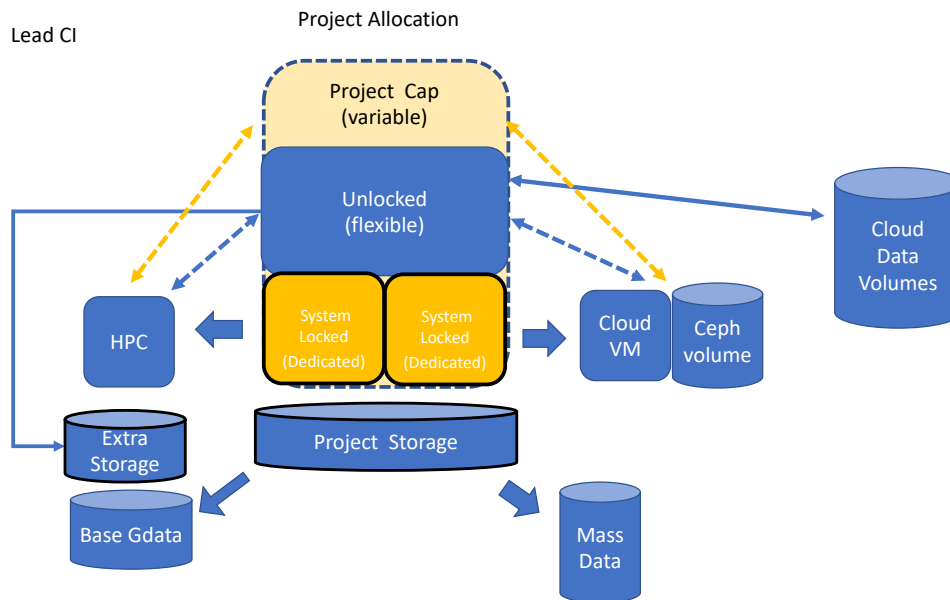 Project Allocation
Lead CI
Project Cap
(variable)
Unlocked
(flexible)
Cloud
Data
Volumes
HPC
System
Locked
(Dedicated)
System
Locked
(Dedicated)
Cloud
VM
Ceph
volume
Extra
Storage
Project Storage
Base Gdata
Mass
Data